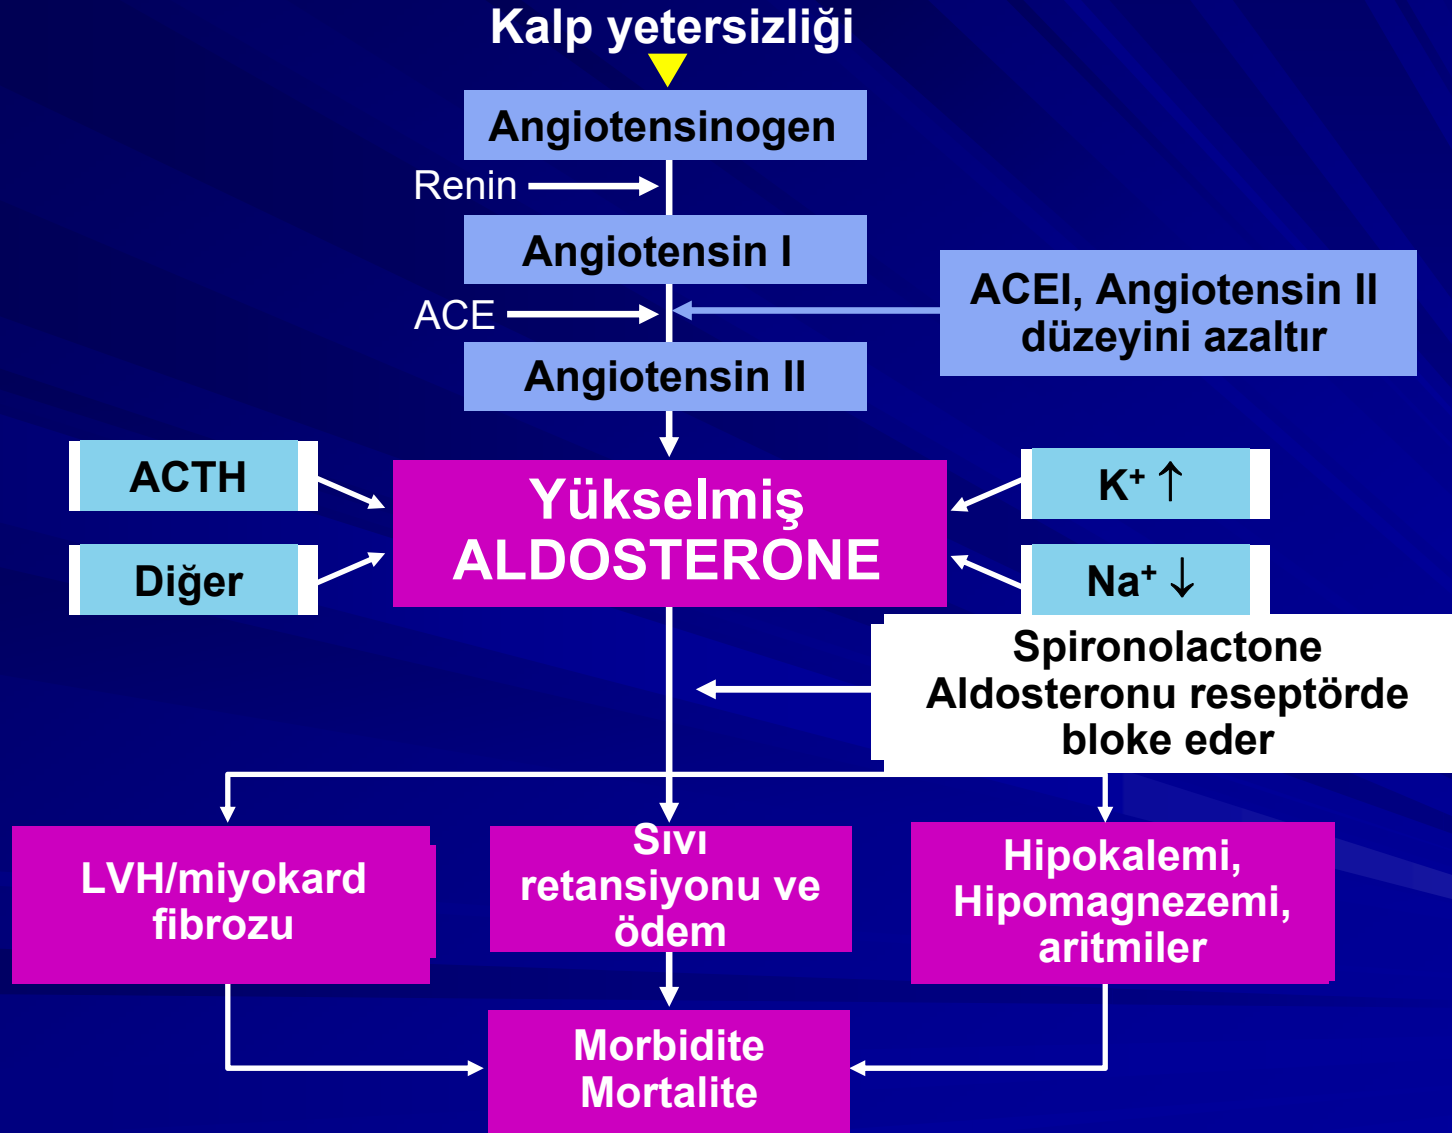 Kalp yetersizliği
Angiotensinogen
Renin
Angiotensin I
ACE
ACEI, Angiotensin II
düzeyini azaltır
Angiotensin II
ACTH
Diğer
Yükselmiş
ALDOSTERONE
K⁺ ↑
Na⁺ ↓
Spironolactone
Aldosteronu reseptörde
bloke eder
LVH/miyokard
fibrozu
Sıvı
retansiyonu ve
ödem
Hipokalemi,
Hipomagnezemi,
aritmiler
Morbidite
Mortalite